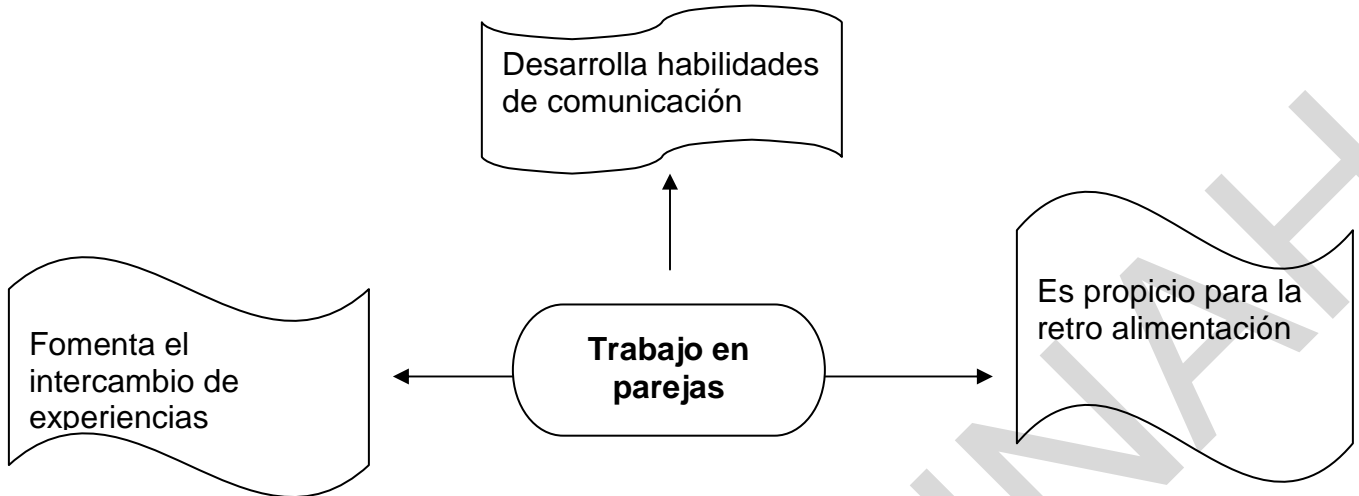 Desarrolla habilidades
de comunicación
Es propicio para la
retro alimentación
Fomenta el
intercambio de
experiencias
Trabajo en
parejas